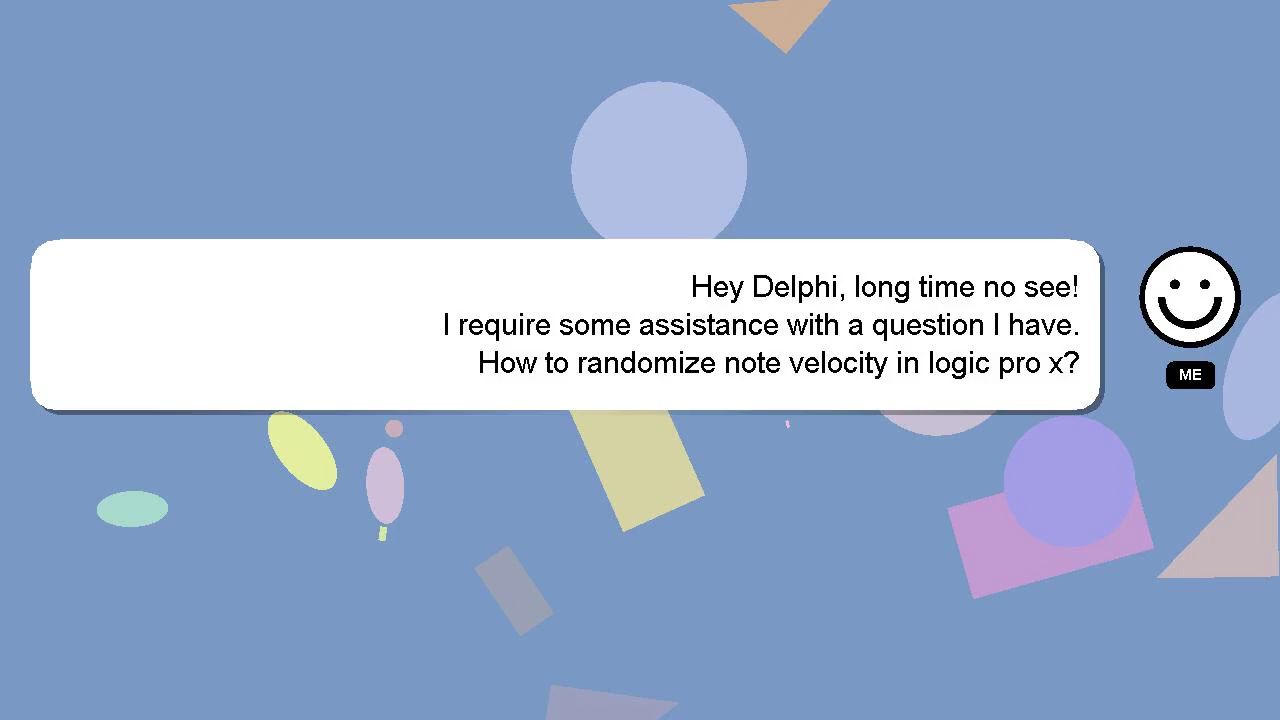 Hey Delphi, long time no see!
I require some assistance with a question I have.
How to randomize note velocity in logic pro x?
ME